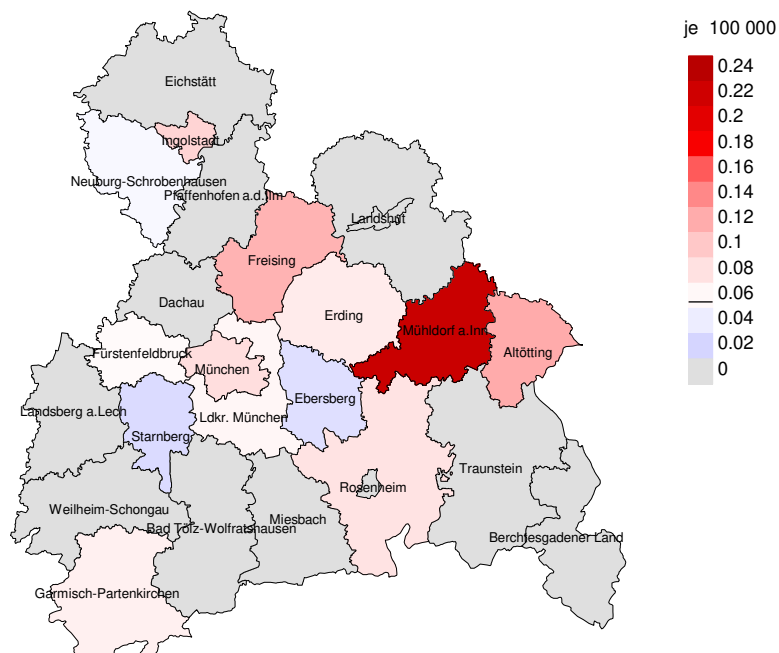 je 100 000
0.24
0.22
0.2
0.18
0.16
0.14
0.12
0.1
0.08
0.06
0.04
0.02
0
Eichstätt
Ingolstadt
Neuburg-Schrobenhausen
Pfaffenhofen a.d.Ilm
Landshut
Freising
Dachau
Erding
Mühldorf a.Inn
Fürstenfeldbruck
München
Altötting
Ebersberg
Landsberg a.Lech
Ldkr. München
Starnberg
Traunstein
Rosenheim
Weilheim-Schongau
Miesbach
Bad Tölz-Wolfratshausen
Berchtesgadener Land
Garmisch-Partenkirchen